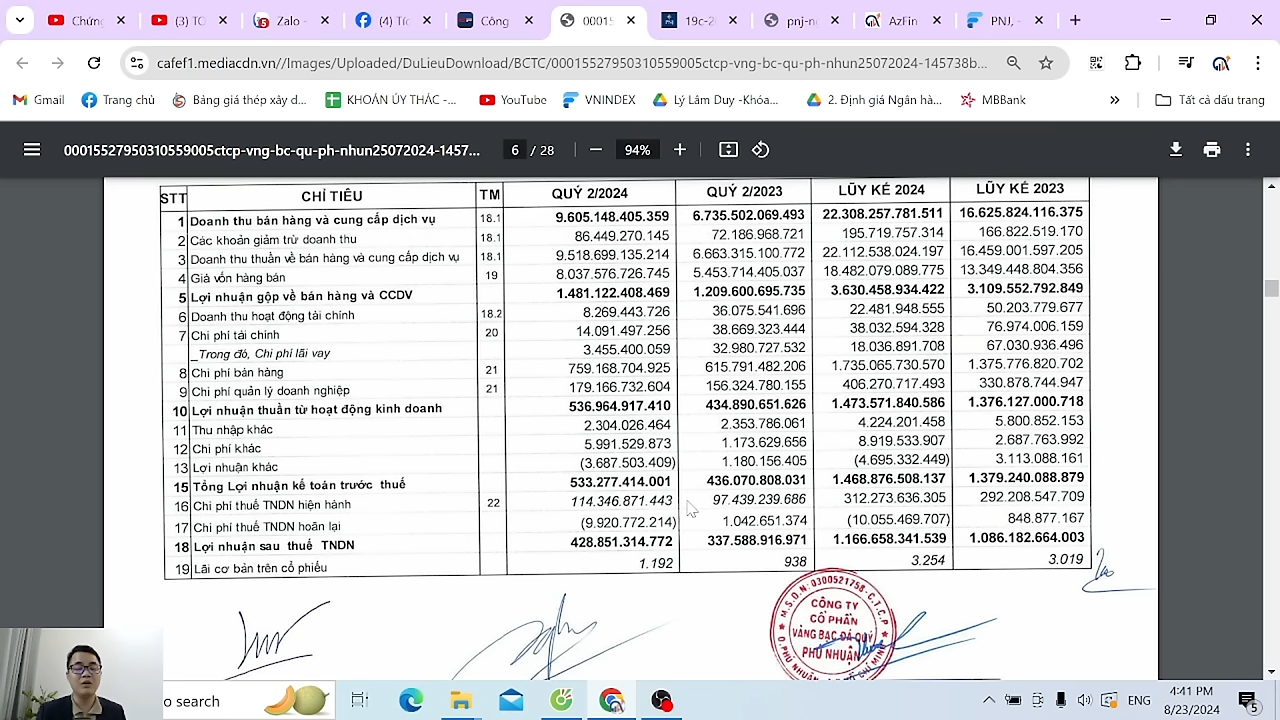 Chưng
(3) TC
Zalo -
(4) Tíc
Công
00015
19c-2
pnj-n
AzFin
PNJ, -
cafef1.mediacdn.vn//Images/Uploaded/DuLieuDownload/BCTC/00015527950310559005ctcp-vng-bc-qu-ph-nhun25072024-145738b...
Gmail
Trang chủ
Bảng giá thép xây d...
KHOÁN ỦY THÁC -...
YouTube
VNINDEX
Lý Lâm Duy -Khóa...
2. Định giá Ngân hà...
MBBank
»
Tất cả dấu trang
00015527950310559005ctcp-vng-bc-qu-ph-nhun25072024-1457...
6 / 28
94%
STT CHỈ TIÊU TM QUÝ 2/2024 QUÝ 2/2023 LŨY KẾ 2024 LŨY KẾ 2023
1 Doanh thu bán hàng và cung cấp dịch vụ 18.1 9.605.148.405.359 6.735.502.069.493 22.308.257.781.511 16.625.824.116.375
2 Các khoản giảm trừ doanh thu 18.1 86.449.270.145 72.186.968.721 195.719.757.314 166.822.519.170
3 Doanh thu thuần về bán hàng và cung cấp dịch vụ 18.1 9.518.699.135.214 6.663.315.100.772 22.112.538.024.197 16.459.001.597.205
4 Giá vốn hàng bán 19 8.037.576.726.745 5.453.714.405.037 18.482.079.089.775 13.349.448.804.356
5 Lợi nhuận gộp về bán hàng và CCDV 1.481.122.408.469 1.209.600.695.735 3.630.458.934.422 3.109.552.792.849
6 Doanh thu hoạt động tài chính 18.2 8.269.443.726 36.075.541.696 22.481.948.555 50.203.779.677
7 Chi phí tài chính 20 14.091.497.256 38.669.323.444 38.032.594.328 76.974.006.159
_Trong đó, Chi phí lãi vay 3.455.400.059 32.980.727.532 18.036.891.708 67.030.936.496
8 Chi phí bán hàng 21 759.168.704.925 615.791.482.206 1.735.065.730.570 1.375.776.820.702
9 Chi phí quản lý doanh nghiệp 21 179.166.732.604 156.324.780.155 406.270.717.493 330.878.744.947
10 Lợi nhuận thuần từ hoạt động kinh doanh 536.964.917.410 434.890.651.626 1.473.571.840.586 1.376.127.000.718
11 Thu nhập khác 2.304.026.464 2.353.786.061 4.224.201.458 5.800.852.153
12 Chi phí khác 5.991.529.873 1.173.629.656 8.919.533.907 2.687.763.992
13 Lợi nhuận khác (3.687.503.409) 1.180.156.405 (4.695.332.449) 3.113.088.161
15 Tổng Lợi nhuận kế toán trước thuế 533.277.414.001 436.070.808.031 1.468.876.508.137 1.379.240.088.879
16 Chi phí thuế TNDN hiện hành 22 114.346.871.443 97.439.239.686 312.273.636.305 292.208.547.709
17 Chi phí thuế TNDN hoãn lại (9.920.772.214) 1.042.651.374 (10.055.469.707) 848.877.167
18 Lợi nhuận sau thuế TNDN 428.851.314.772 337.588.916.971 1.166.658.341.539 1.086.182.664.003
19 Lãi cơ bản trên cổ phiếu 1.192 938 3.254 3.019
M.S.D.N: 0300521758-C.T.C.P
CÔNG TY
CỔ PHẦN
VÀNG BẠC ĐÁ QUÝ
PHÚ NHUẬN
o search
ENG
4:41 PM
8/23/2024
5